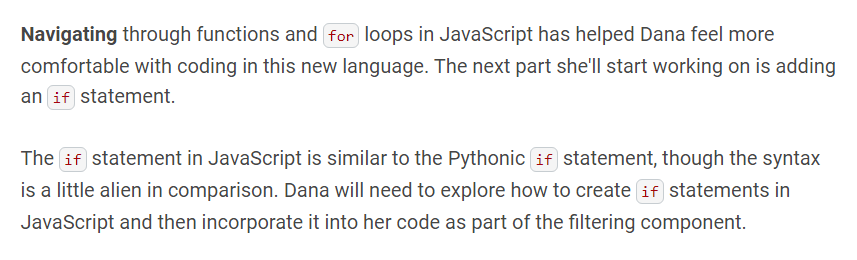 Navigating through functions and for loops in JavaScript has helped Dana feel more
comfortable with coding in this new language. The next part she'll start working on is adding
an if statement.
The if statement in JavaScript is similar to the Pythonic if statement, though the syntax
is a little alien in comparison. Dana will need to explore how to create if statements in
JavaScript and then incorporate it into her code as part of the filtering component.